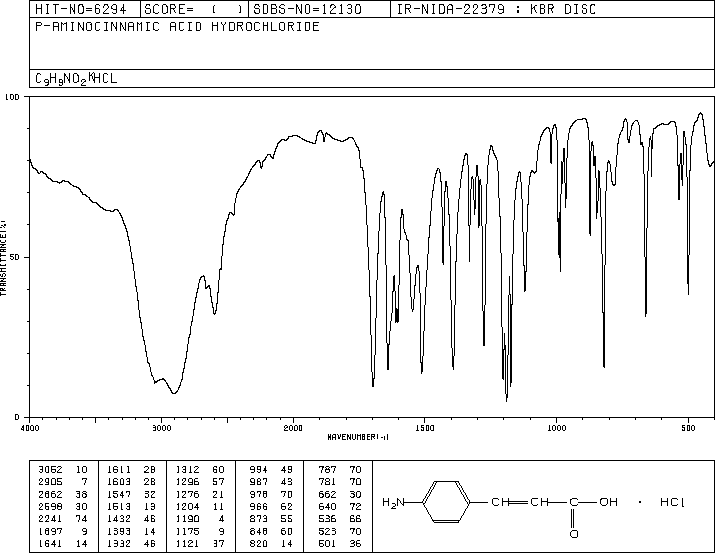 HIT-NO=6294 SCORE= ( ) SDBS-NO=12130 IR-NIDA-22379 : KBR DISC
P-AMINOCINNAMIC ACID HYDROCHLORIDE
C9H9NO2 HCL
100
50
0
TRANSMITTANCE(%)
4000 3000 2000 1500 1000 500
WAVENUMBER(-1)
3052 10 1611 28 1312 60 994 49 787 70
2905 7 1603 28 1296 57 987 43 781 70
2662 38 1547 32 1276 21 978 70 662 30
2598 30 1513 13 1204 11 966 62 640 72
2241 74 1432 46 1190 4 873 55 536 66
1697 9 1393 14 1175 9 848 60 523 70
1641 14 1332 46 1121 37 820 14 501 36
H2N CH CH C OH · HCl
O